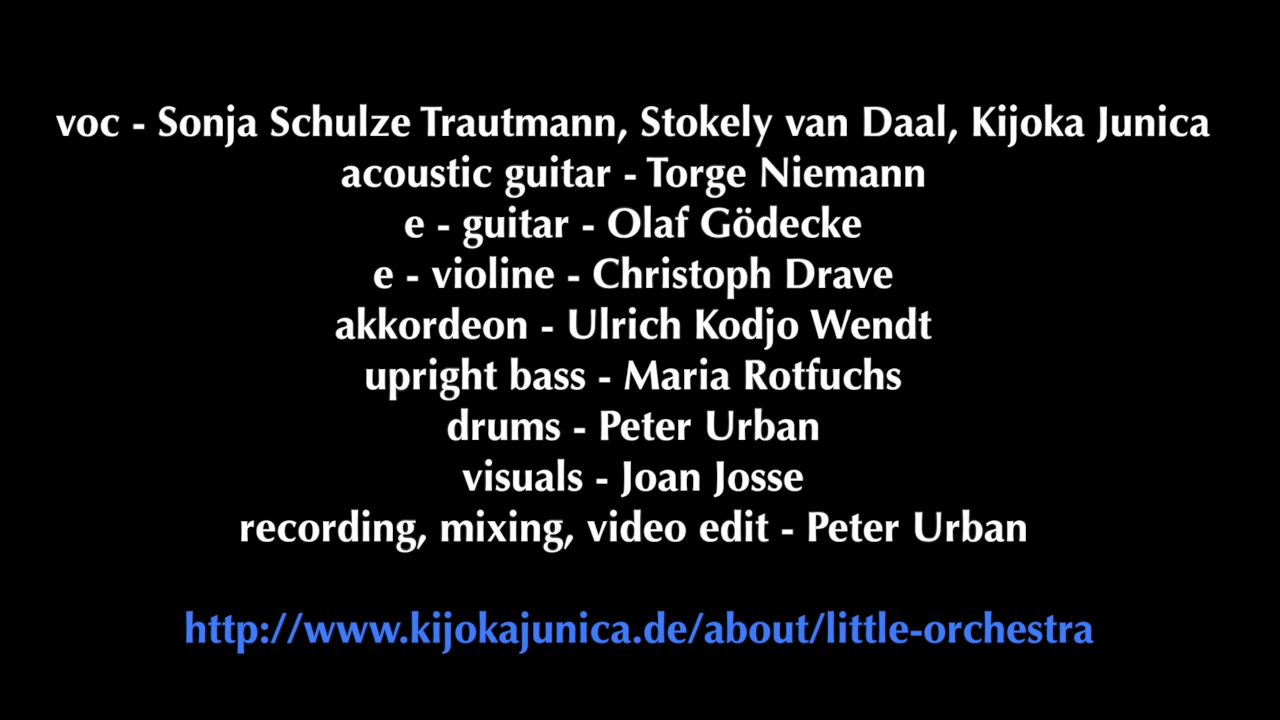 voc - Sonja Schulze Trautmann, Stokely van Daal, Kijoka Junica
acoustic guitar - Torge Niemann
e - guitar - Olaf Gödecke
e - violine - Christoph Drave
akkordeon - Ulrich Kodjo Wendt
upright bass - Maria Rotfuchs
drums - Peter Urban
visuals - Joan Josse
recording, mixing, video edit - Peter Urban
http://www.kijokajunica.de/about/little-orchestra